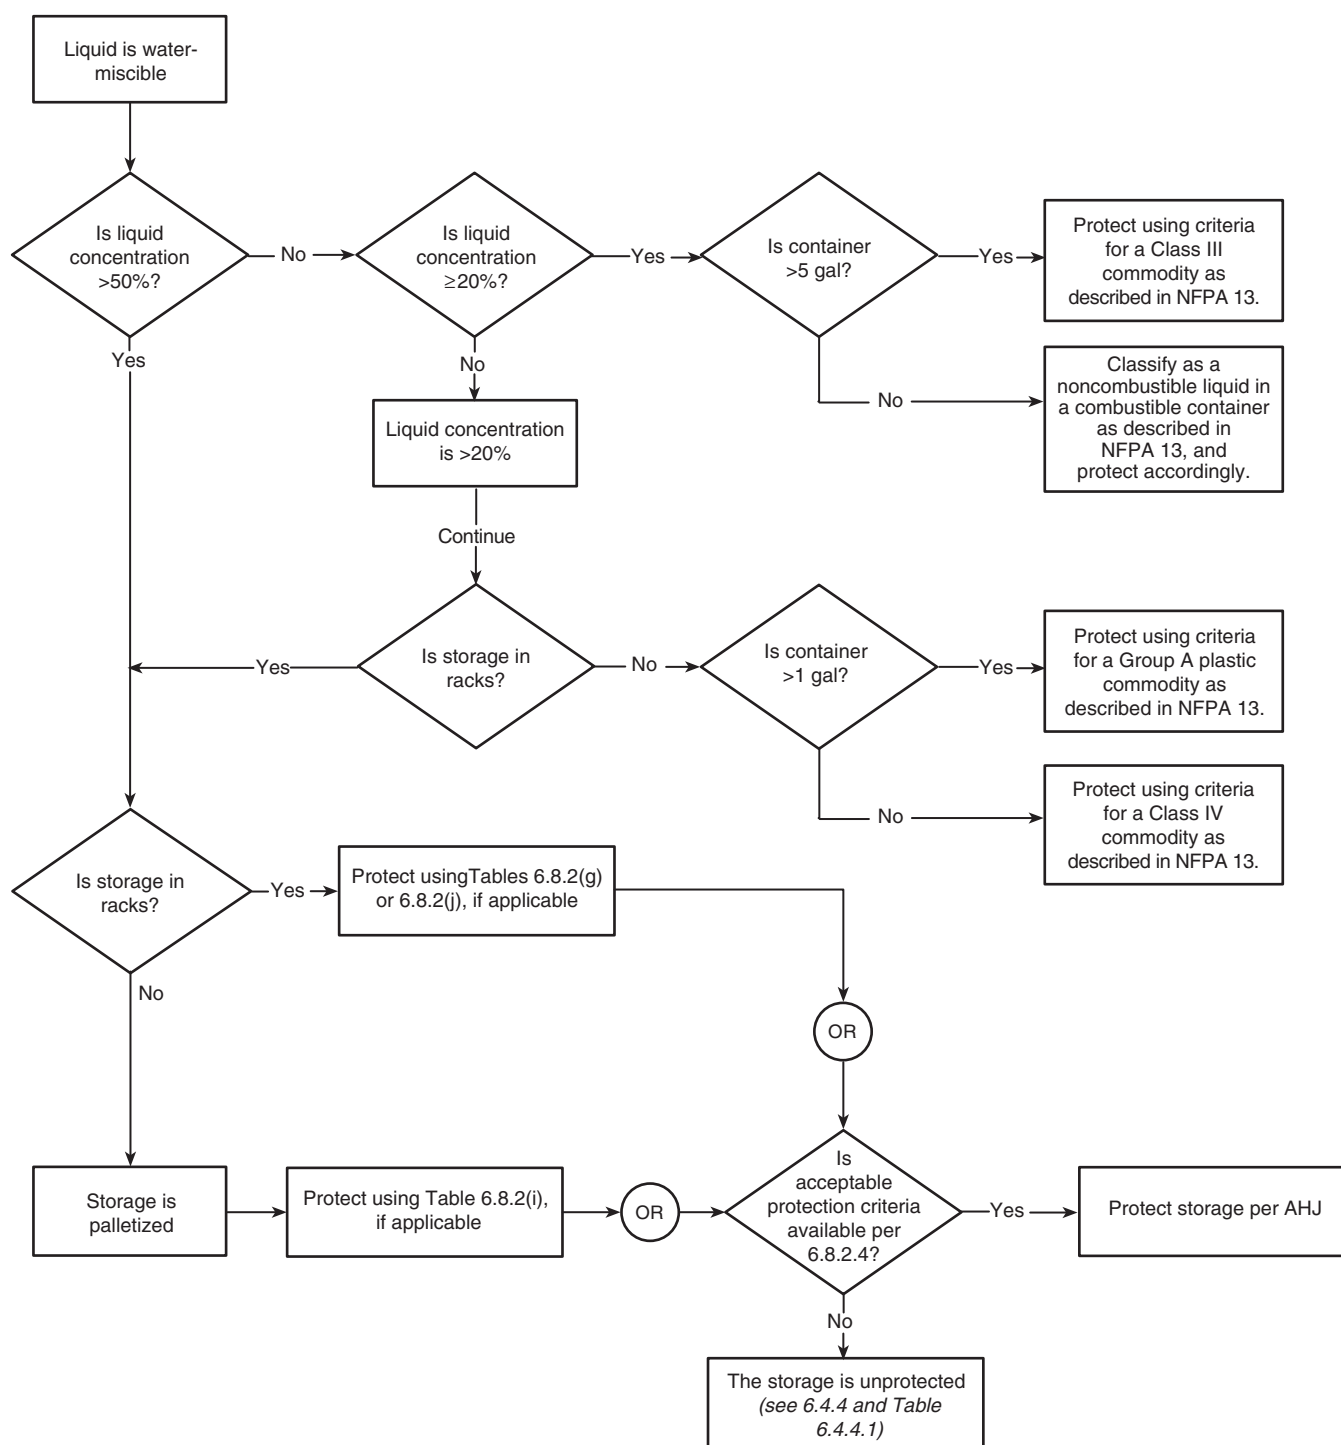 Liquid is water-
miscible
Is liquid
concentration
>50%?
No
Is liquid
concentration
≥20%?
Yes
Is container
>5 gal?
Yes
Protect using criteria
for a Class III
commodity as
described in NFPA 13.
Yes
No
No
Classify as a
noncombustible liquid in
a combustible container
as described in
NFPA 13, and
protect accordingly.
Liquid concentration
is >20%
Continue
Yes
Is storage in
racks?
No
Is container
>1 gal?
Yes
Protect using criteria
for a Group A plastic
commodity as
described in NFPA 13.
No
Protect using criteria
for a Class IV
commodity as
described in NFPA 13.
Is storage in
racks?
Yes
Protect usingTables 6.8.2(g)
or 6.8.2(j), if applicable
No
OR
Storage is
palletized
Protect using Table 6.8.2(i),
if applicable
OR
Is
acceptable
protection criteria
available per
6.8.2.4?
Yes
Protect storage per AHJ
No
The storage is unprotected
(see 6.4.4 and Table
6.4.4.1)